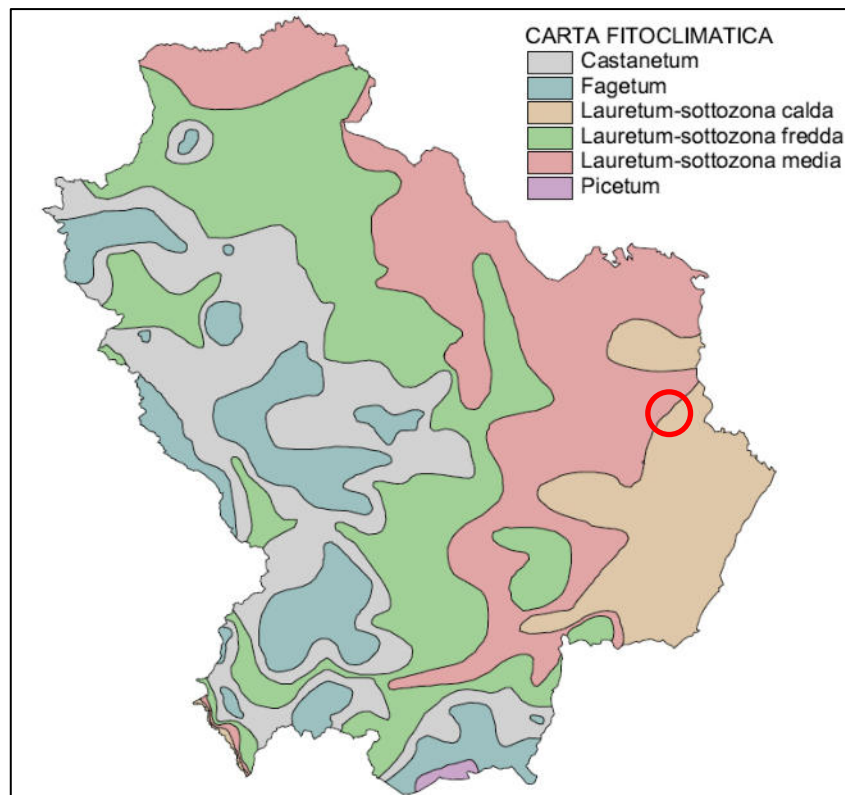 CARTA FITOCLIMATICA
Castanetum
Fagetum
Lauretum-sottozona calda
Lauretum-sottozona fredda
Lauretum-sottozona media
Picetum